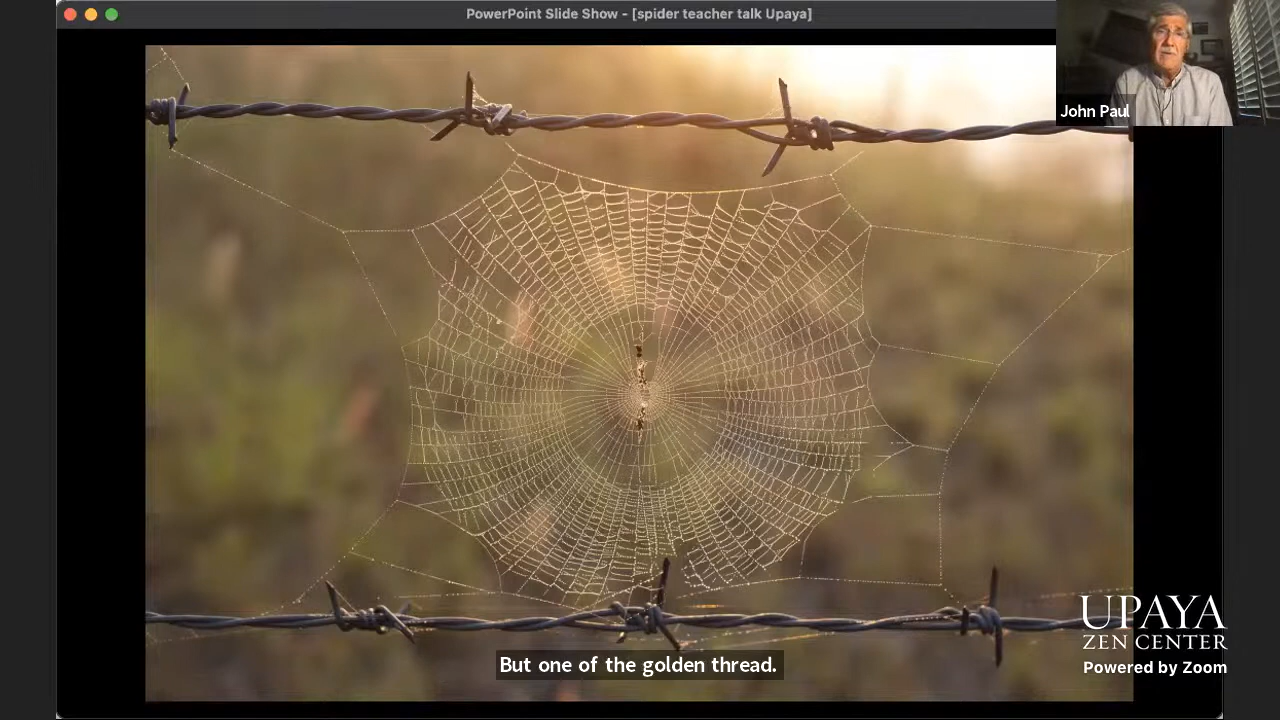 PowerPoint Slide Show - [spider teacher talk Upaya]
John Paul
UPAYA
ZEN CENTER
Powered by Zoom
But one of the golden thread.